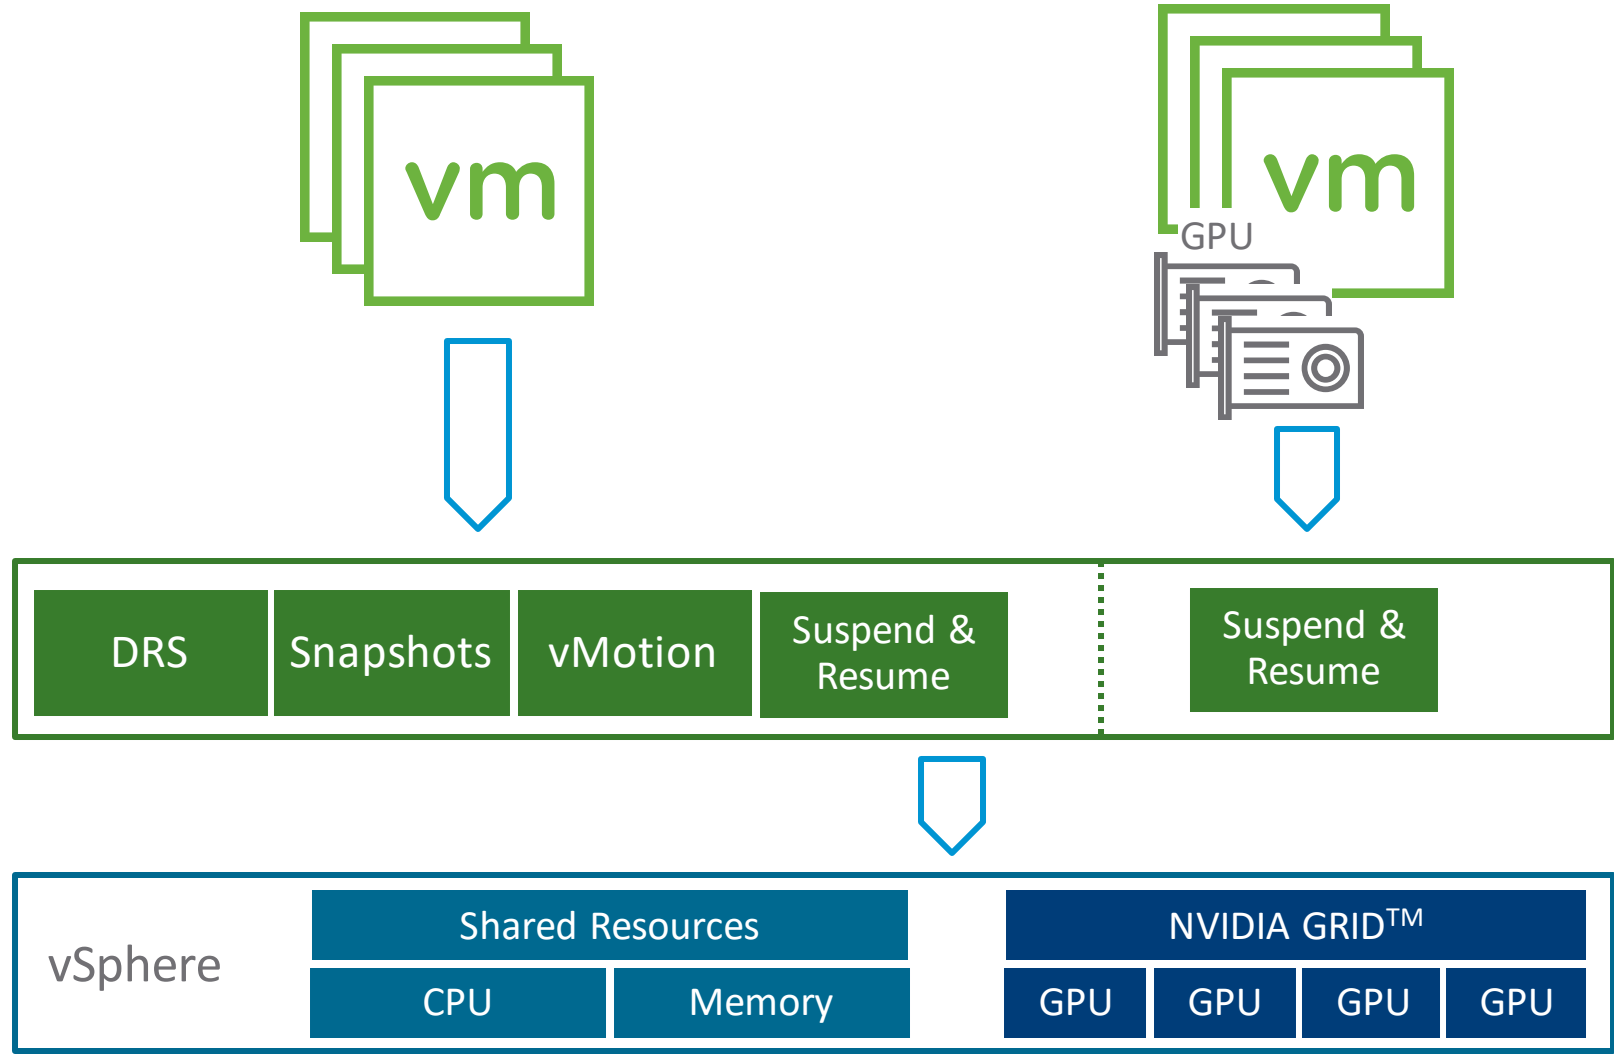 vm
vm
GPU
DRS
Snapshots
vMotion
Suspend &
Resume
Suspend &
Resume
vSphere
Shared Resources
CPU
Memory
NVIDIA GRID™
GPU
GPU
GPU
GPU